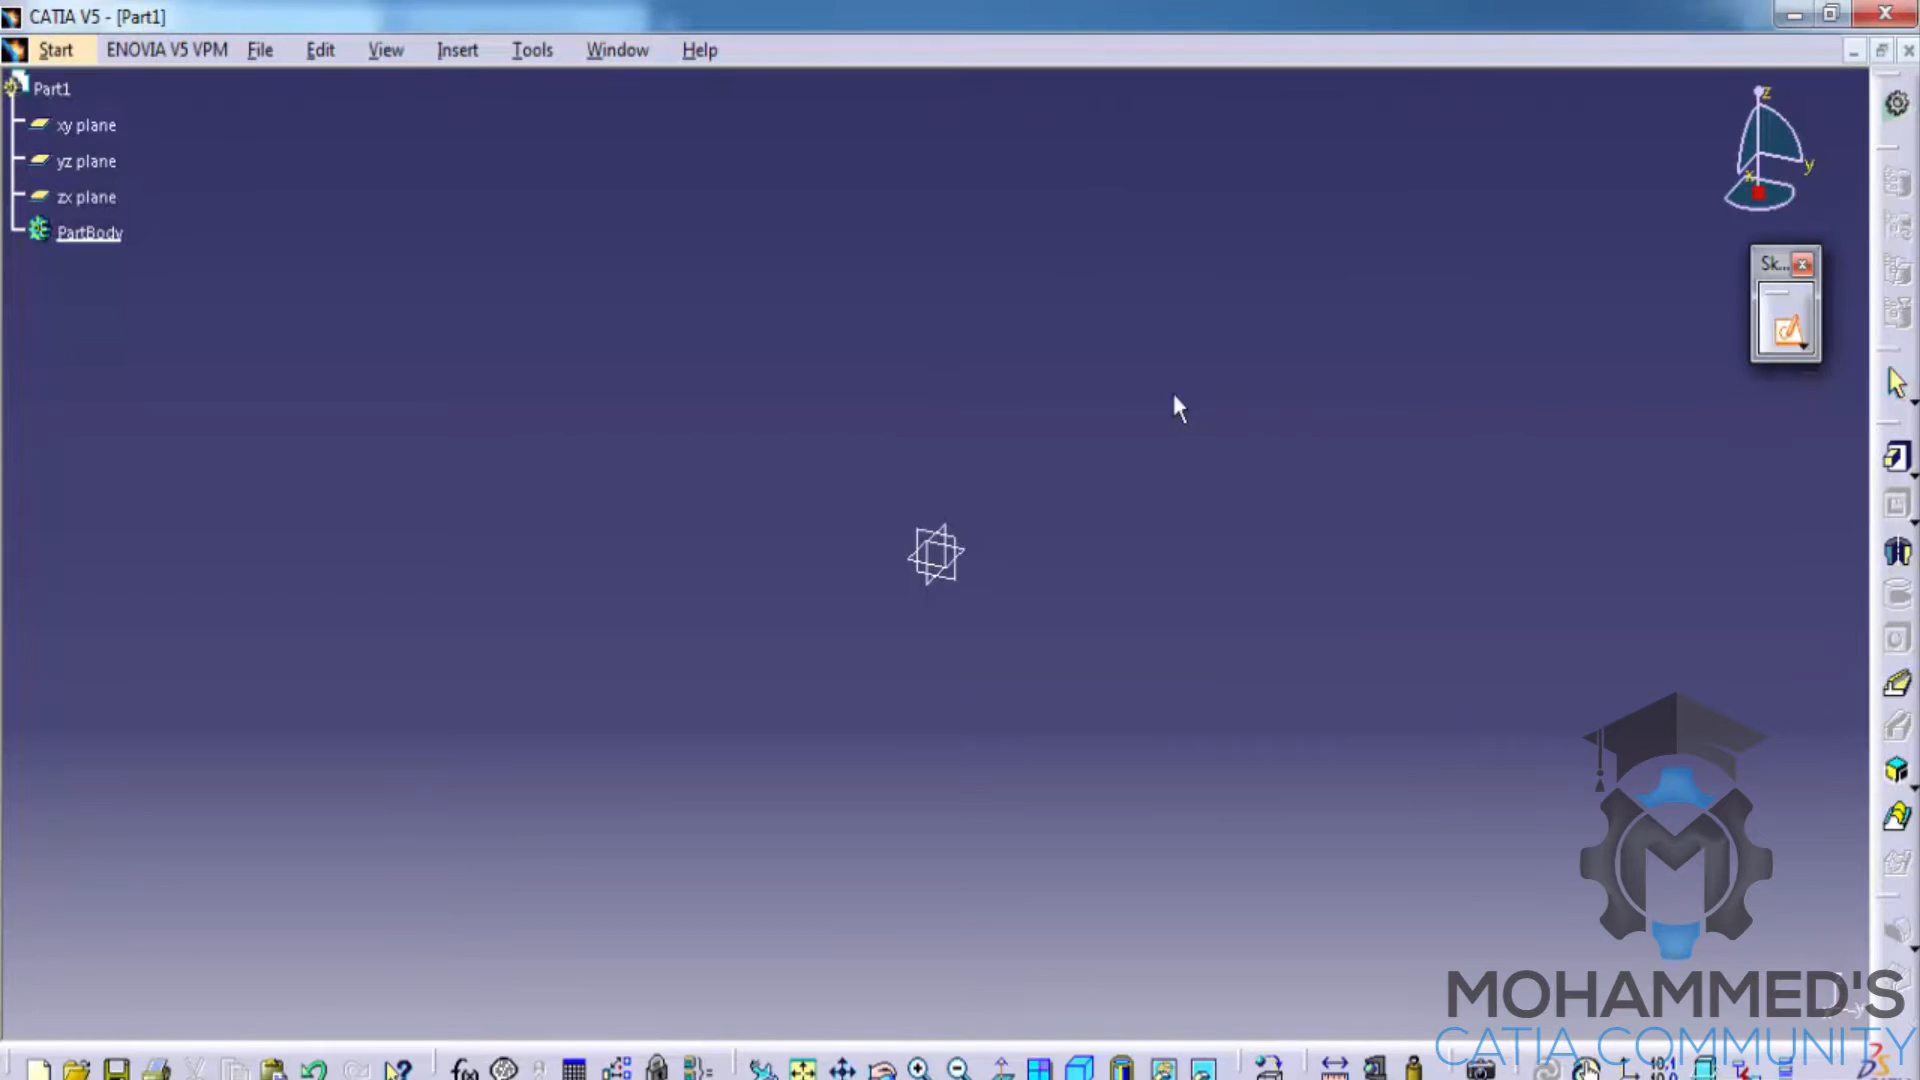 CATIA V5 - [Part1]
Start ENOVIA V5 VPM File Edit View Insert Tools Window Help
Part1
xy plane
yz plane
zx plane
PartBody
z
y
x
Sk...
MOHAMMED'S
CATIA COMMUNITY